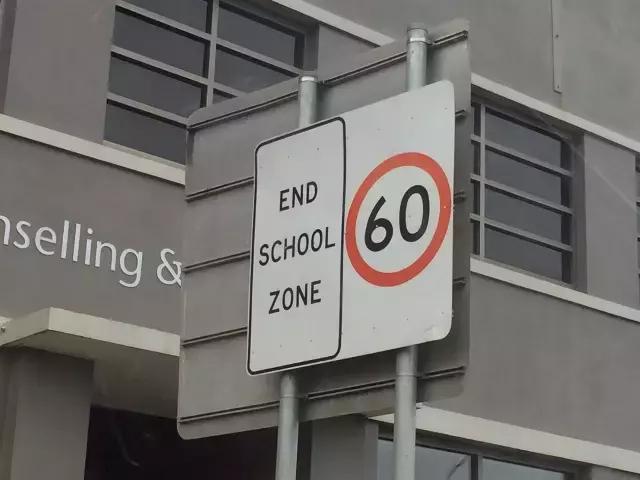 END
SCHOOL
ZONE
60
nselling &